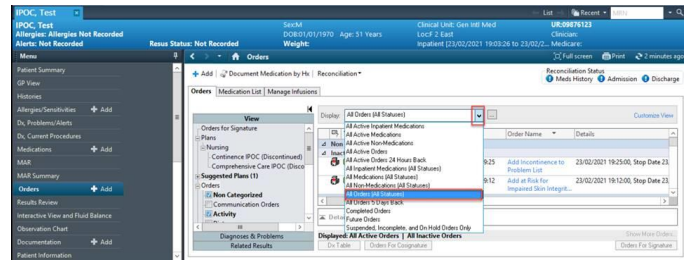 IPOC, Test
List
Recent
MRN
IPOC, Test
Allergies: Allergies Not Recorded
Alerts: Not Recorded
Resus Status: Not Recorded
Sex:M
DOB:01/01/1970 Age: 51 Years
Weight:
Clinical Unit: Gen Intl Med
Loc:F 2 East
Inpatient [23/02/2021 19:03:26 to 23/02/2...
UR:09876123
Clinician:
Medicare:
Menu
Orders
Full screen
Print
2 minutes ago
Patient Summary
GP View
Histories
Allergies/Sensitivities + Add
Dx, Problems/Alerts
Dx, Current Procedures
Medications + Add
MAR
MAR Summary
Orders + Add
Results Review
Interactive View and Fluid Balance
Observation Chart
Documentation + Add
Patient Information
+ Add
Document Medication by Hx
Reconciliation
Reconciliation Status
Meds History
Admission
Discharge
Orders
Medication List
Manage Infusions
View
Orders for Signature
Plans
Nursing
Continence IPOC (Discontinued)
Comprehensive Care IPOC (Disco
Suggested Plans (1)
Orders
Non Categorized
Communication Orders
Activity
Diagnoses & Problems
Related Results
Display: All Orders (All Statuses)
Customize View
All Active Inpatient Medications
All Active Medications
All Active Non-Medications
All Active Orders
All Active Orders 24 Hours Back
All Inpatient Medications (All Statuses)
All Medications (All Statuses)
All Non-Medications (All Statuses)
All Orders (All Statuses)
All Orders 5 Days Back
Completed Orders
Future Orders
Suspended, Incomplete, and On Hold Orders Only
Order Name
Details
Non
Inact
9:25
Add Incontinence to
Problem List
23/02/2021 19:25:00, Stop Date 23.
9:12
Add at Risk for
Impaired Skin Integrit...
23/02/2021 19:12:00, Stop Date 23.
Detai
Displayed: All Active Orders | All Inactive Orders
Show More Orders...
Dx Table
Orders For Cosignature
Orders For Signature